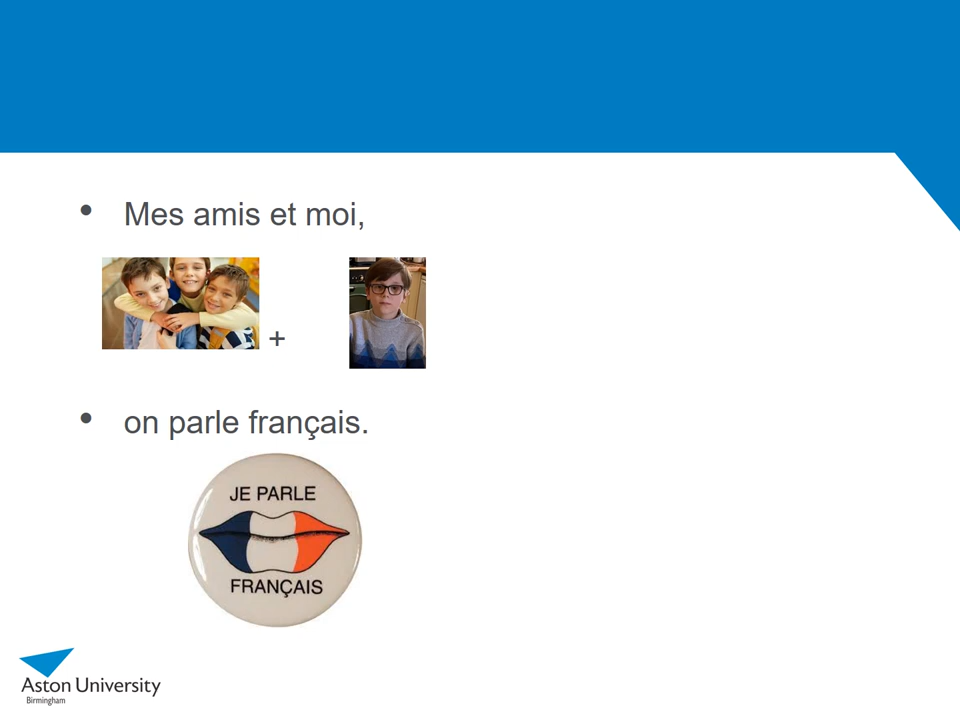 • Mes amis et moi,
+
• on parle français.
JE PARLE
FRANÇAIS
Aston University
Birmingham